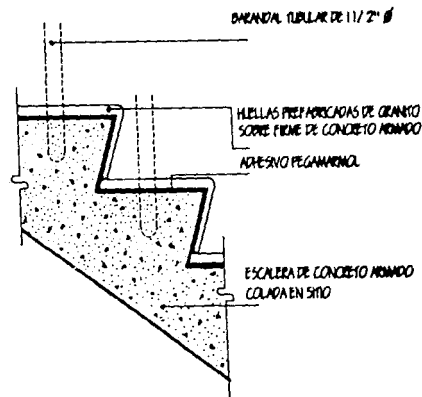 BARANDAL TUBULAR DE 1 1/ 2" Ø
HUELLAS PREFABRICADAS DE GRANITO
SOBRE FIRME DE CONCRETO ARMADO
ADHESIVO PEGAMARMOL
ESCALERA DE CONCRETO ARMADO
COLADA EN SITIO